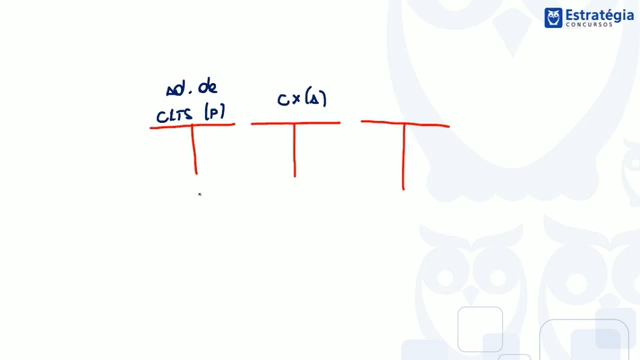 Estratégia
CONCURSOS
Ad. de
CLTS (P)
CX (A)